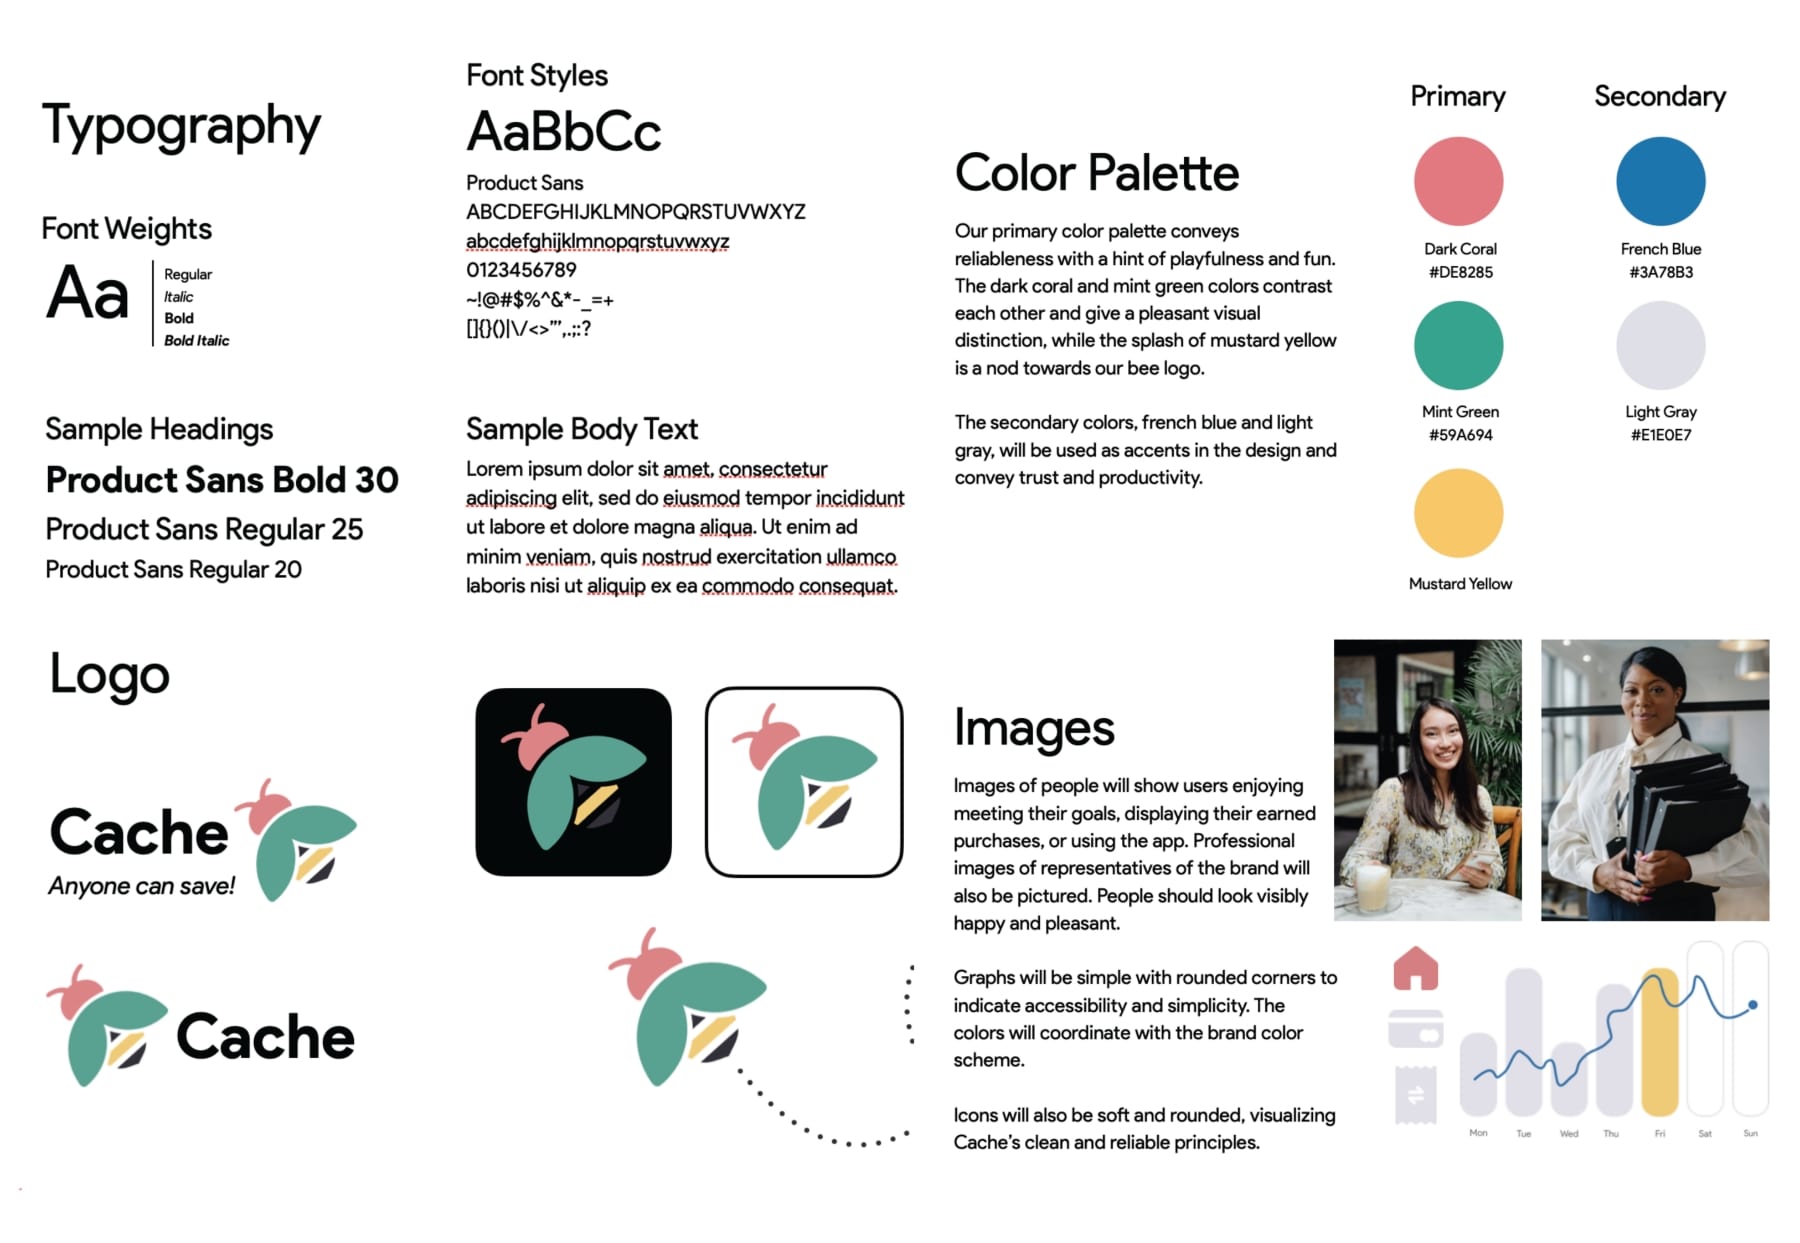 Typography
Font Weights
Aa
Regular
Italic
Bold
Bold Italic
Font Styles
AaBbCc
Product Sans
ABCDEFGHIJKLMNOPQRSTUVWXYZ
abcdefghijklmnopqrstuvwxyz
0123456789
~!@#$%^&*-_=+
[]{}()|\/<>"',.;:?
Sample Headings
Product Sans Bold 30
Product Sans Regular 25
Product Sans Regular 20
Sample Body Text
Lorem ipsum dolor sit amet, consectetur
adipiscing elit, sed do eiusmod tempor incididunt
ut labore et dolore magna aliqua. Ut enim ad
minim veniam, quis nostrud exercitation ullamco
laboris nisi ut aliquip ex ea commodo consequat.
Color Palette
Our primary color palette conveys
reliableness with a hint of playfulness and fun.
The dark coral and mint green colors contrast
each other and give a pleasant visual
distinction, while the splash of mustard yellow
is a nod towards our bee logo.
The secondary colors, french blue and light
gray, will be used as accents in the design and
convey trust and productivity.
Primary
Dark Coral
#DE8285
Mint Green
#59A694
Mustard Yellow
Secondary
French Blue
#3A78B3
Light Gray
#E1E0E7
Logo
Cache
Anyone can save!
Cache
Images
Images of people will show users enjoying
meeting their goals, displaying their earned
purchases, or using the app. Professional
images of representatives of the brand will
also be pictured. People should look visibly
happy and pleasant.
Graphs will be simple with rounded corners to
indicate accessibility and simplicity. The
colors will coordinate with the brand color
scheme.
Icons will also be soft and rounded, visualizing
Cache's clean and reliable principles.
Mon Tue Wed Thu Fri Sat Sun